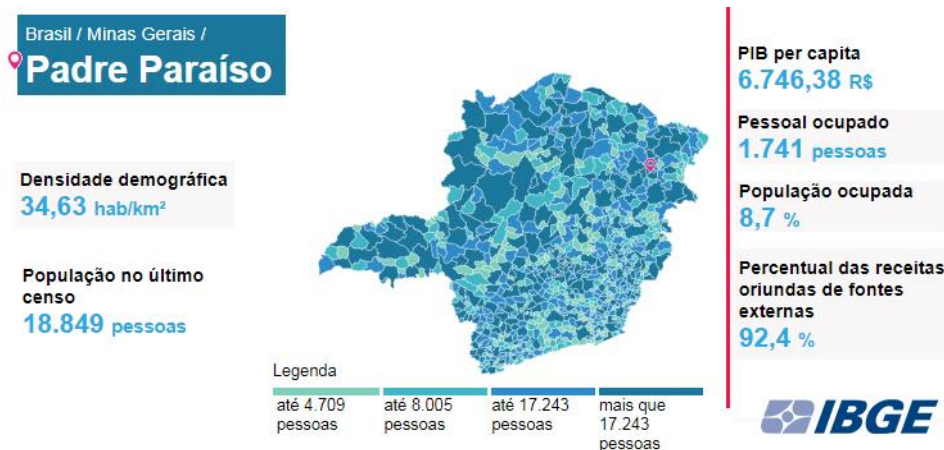 Brasil / Minas Gerais /
Padre Paraíso
Densidade demográfica
34,63 hab/km²
População no último
censo
18.849 pessoas
Legenda
até 4.709
pessoas
até 8.005
pessoas
até 17.243
pessoas
mais que
17.243
pessoas
PIB per capita
6.746,38 R$
Pessoal ocupado
1.741 pessoas
População ocupada
8,7 %
Percentual das receitas
oriundas de fontes
externas
92,4 %
IBGE